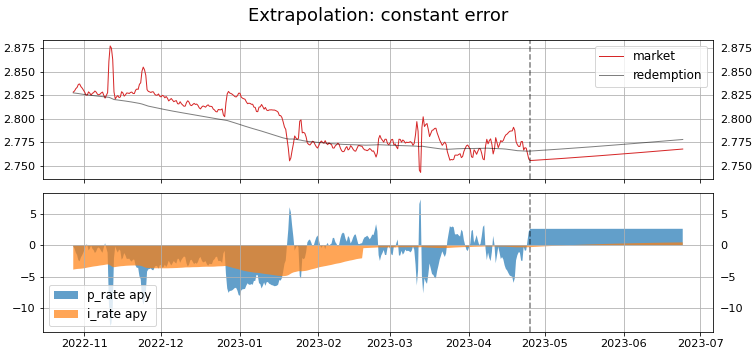 Extrapolation: constant error
2.875 2.875
2.850 2.850
2.825 2.825
2.800 2.800
2.775 2.775
2.750 2.750
market
redemption
5 5
0 0
−5 −5
−10 −10
p_rate apy
i_rate apy
2022-11 2022-12 2023-01 2023-02 2023-03 2023-04 2023-05 2023-06 2023-07